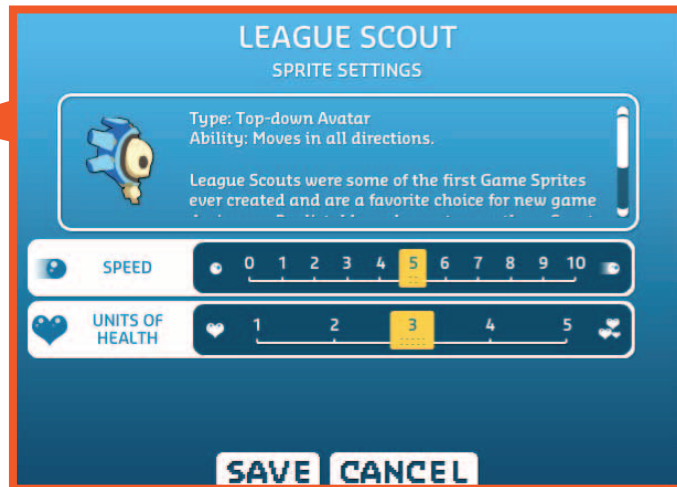 LEAGUE SCOUT
SPRITE SETTINGS
Type: Top-down Avatar
Ability: Moves in all directions.
League Scouts were some of the first Game Sprites
ever created and are a favorite choice for new game
SPEED
0 1 2 3 4 5 6 7 8 9 10
UNITS OF
HEALTH
1 2 3 4 5
SAVE CANCEL